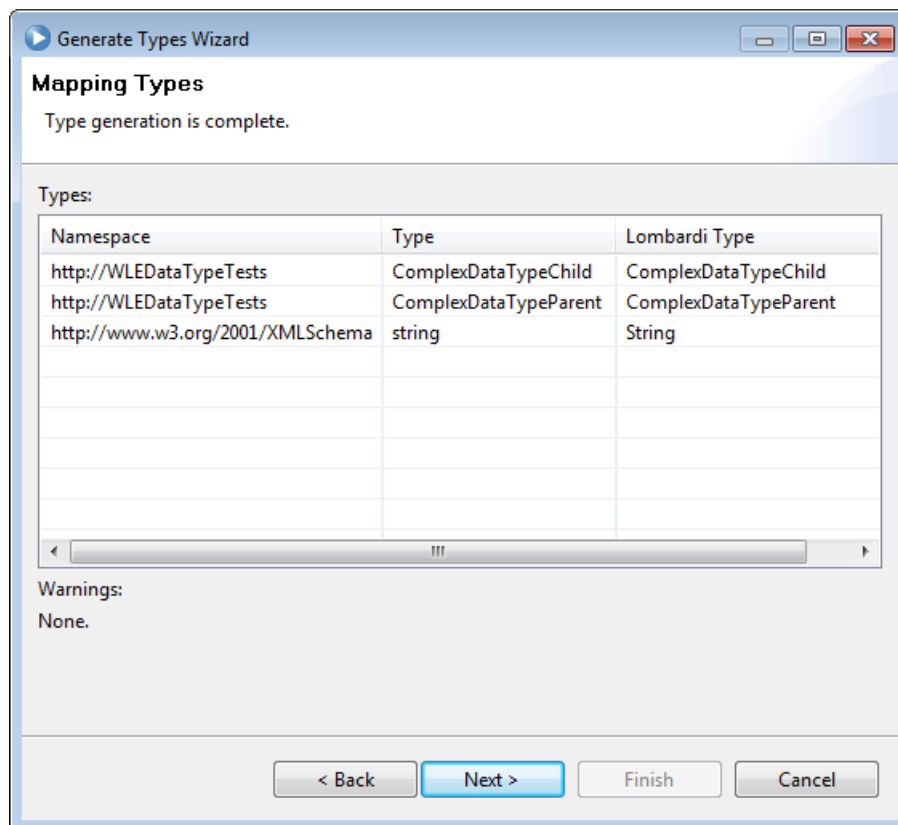 Generate Types Wizard
Mapping Types
Type generation is complete.
Types:
Namespace Type Lombardi Type
http://WLEDataTypeTests ComplexDataTypeChild ComplexDataTypeChild
http://WLEDataTypeTests ComplexDataTypeParent ComplexDataTypeParent
http://www.w3.org/2001/XMLSchema string String
Warnings:
None.
< Back Next > Finish Cancel